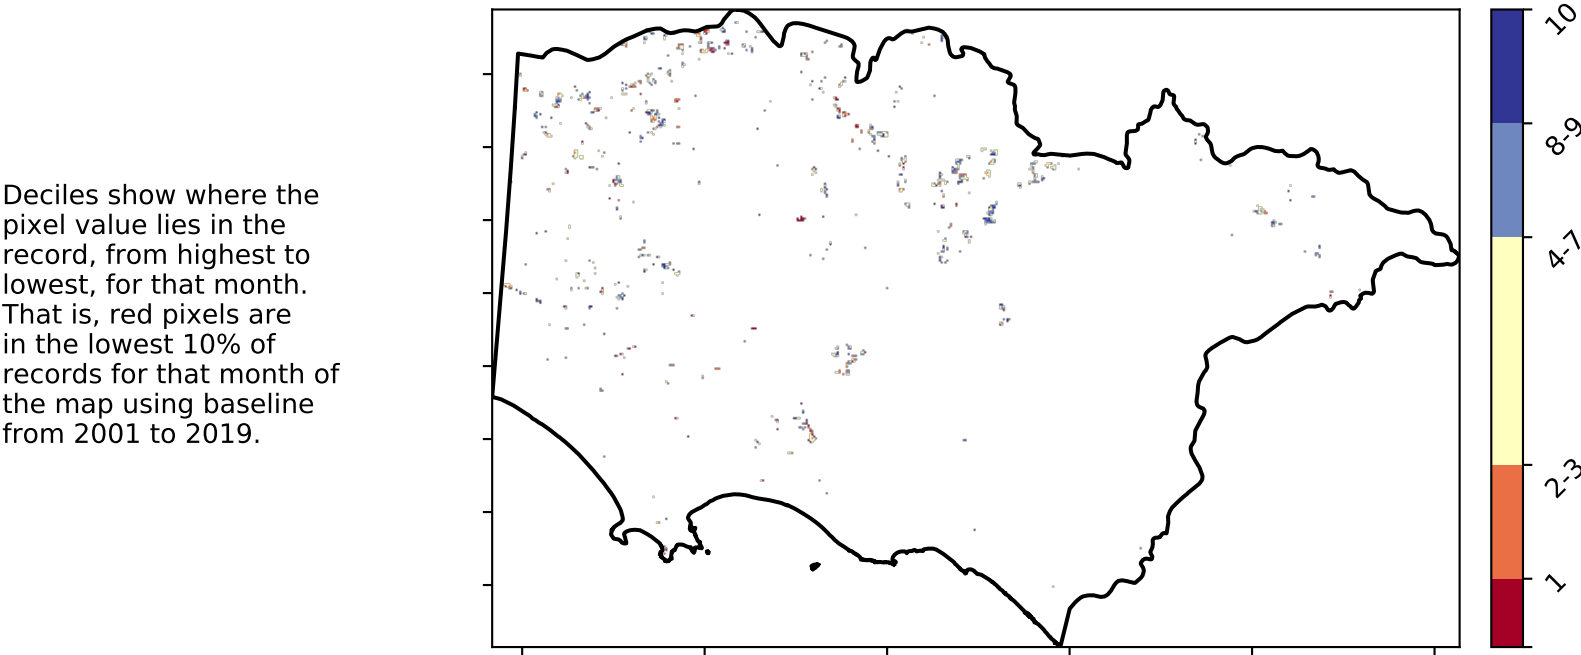 Deciles show where the
pixel value lies in the
record, from highest to
lowest, for that month.
That is, red pixels are
in the lowest 10% of
records for that month of
the map using baseline
from 2001 to 2019.
10
8-9
4-7
2-3
1